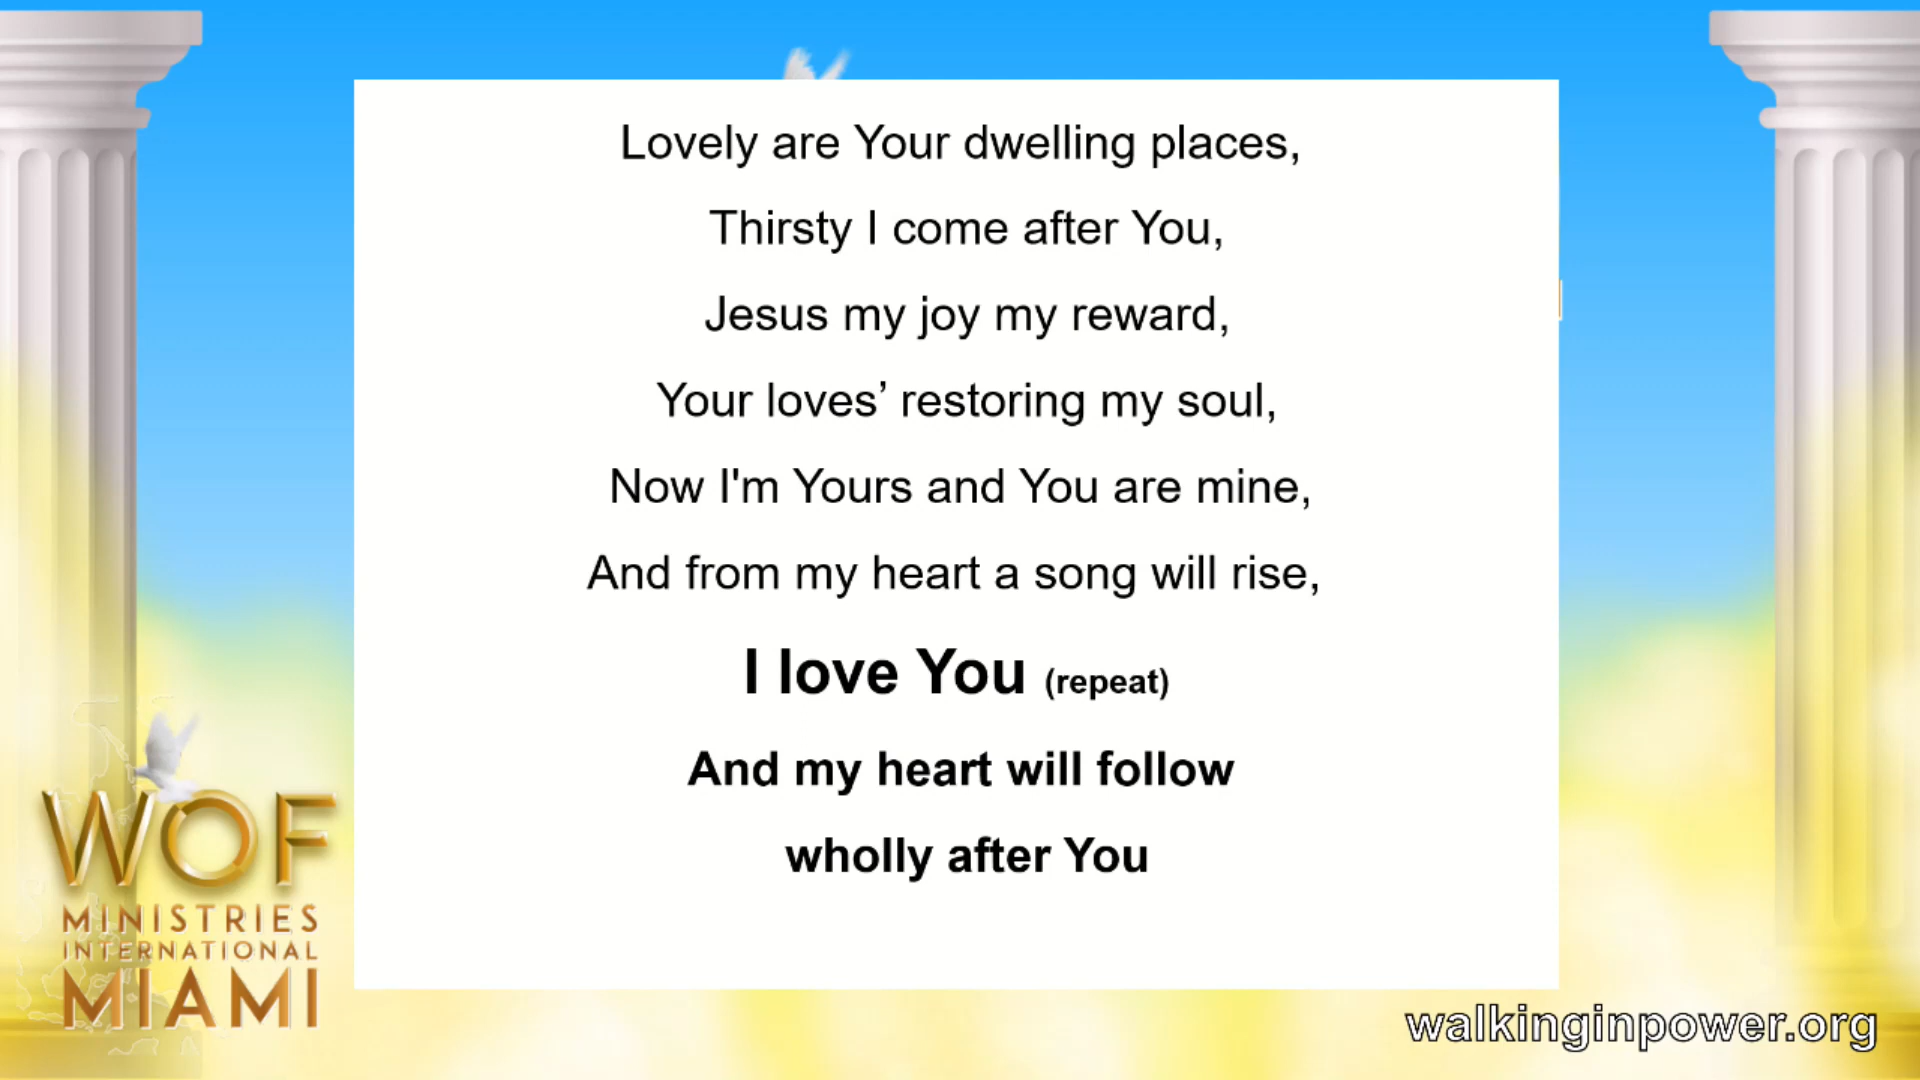 Lovely are Your dwelling places,
Thirsty I come after You,
Jesus my joy my reward,
Your loves’ restoring my soul,
Now I'm Yours and You are mine,
And from my heart a song will rise,
I love You (repeat)
And my heart will follow
wholly after You
WOF
MINISTRIES
INTERNATIONAL
MIAMI
walkinginpower.org